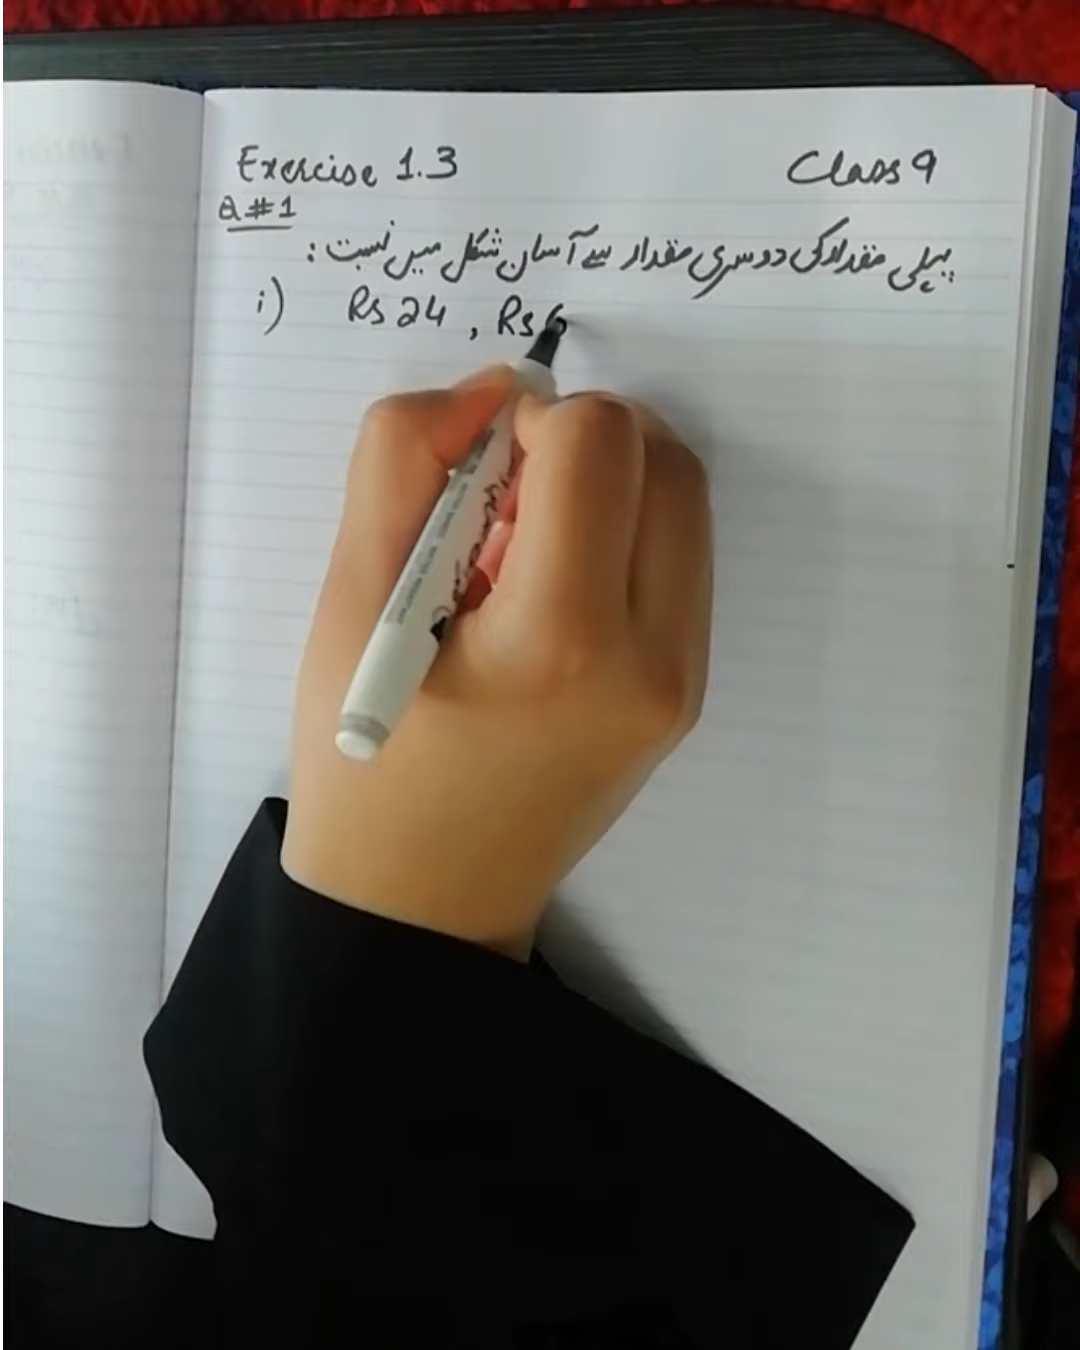 Exercise 1.3 Class 9
Q #1
پہلی مقدار کی دوسری مقدار سے آسان شکل میں نسبت :
i) Rs 24 , Rs 6